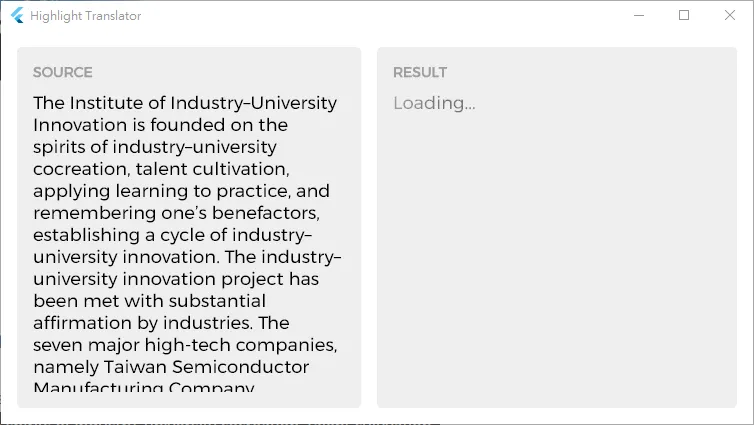 Highlight Translator
SOURCE
The Institute of Industry–University
Innovation is founded on the
spirits of industry–university
cocreation, talent cultivation,
applying learning to practice, and
remembering one's benefactors,
establishing a cycle of industry–
university innovation. The industry–
university innovation project has
been met with substantial
affirmation by industries. The
seven major high-tech companies,
namely Taiwan Semiconductor
Manufacturing Company
RESULT
Loading...